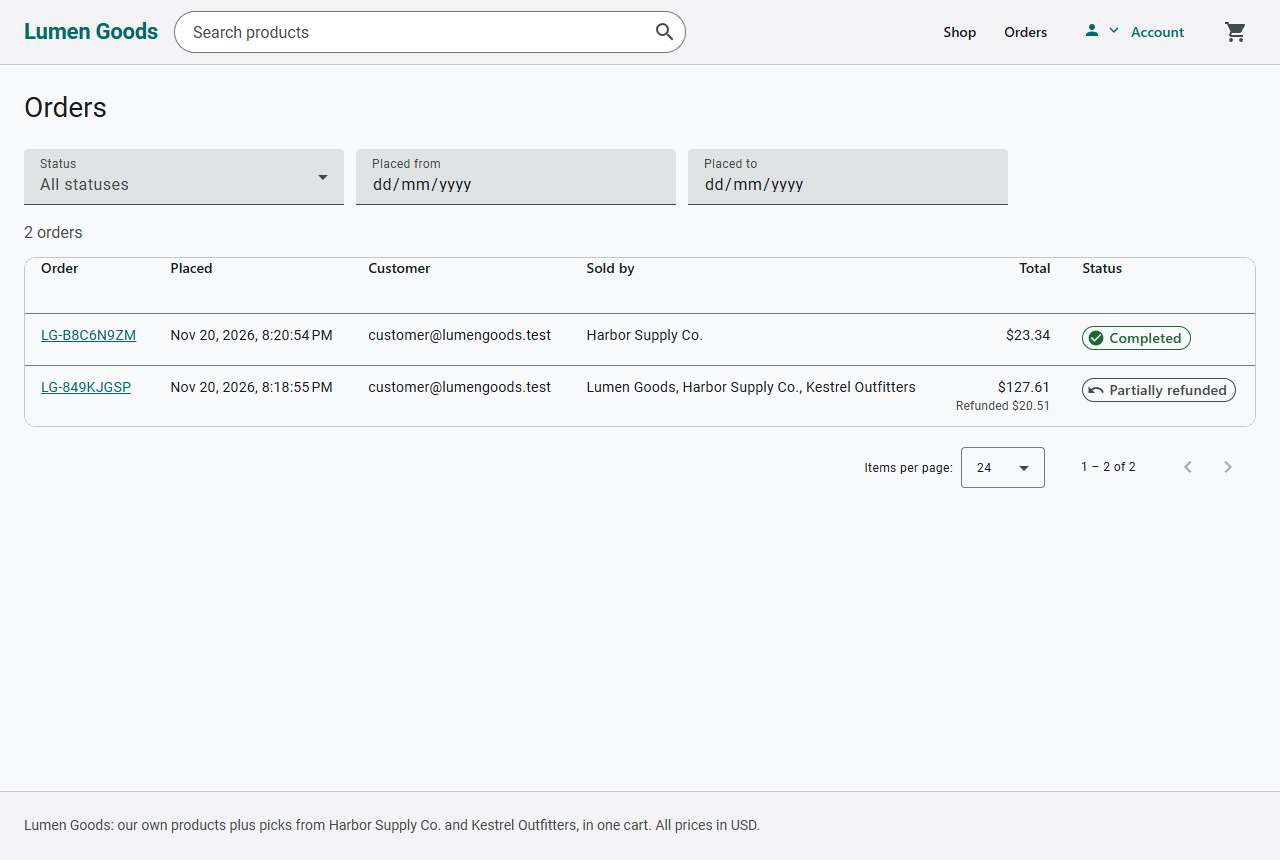 Lumen Goods
Search products
Shop
Orders
Account
Orders
Status
All statuses
Placed from
dd/mm/yyyy
Placed to
dd/mm/yyyy
2 orders
Order Placed Customer Sold by Total Status
LG-B8C6N9ZM Nov 20, 2026, 8:20:54 PM customer@lumengoods.test Harbor Supply Co. $23.34 Completed
LG-849KJGSP Nov 20, 2026, 8:18:55 PM customer@lumengoods.test Lumen Goods, Harbor Supply Co., Kestrel Outfitters $127.61 Partially refunded
Refunded $20.51
Items per page: 24 1 – 2 of 2
Lumen Goods: our own products plus picks from Harbor Supply Co. and Kestrel Outfitters, in one cart. All prices in USD.